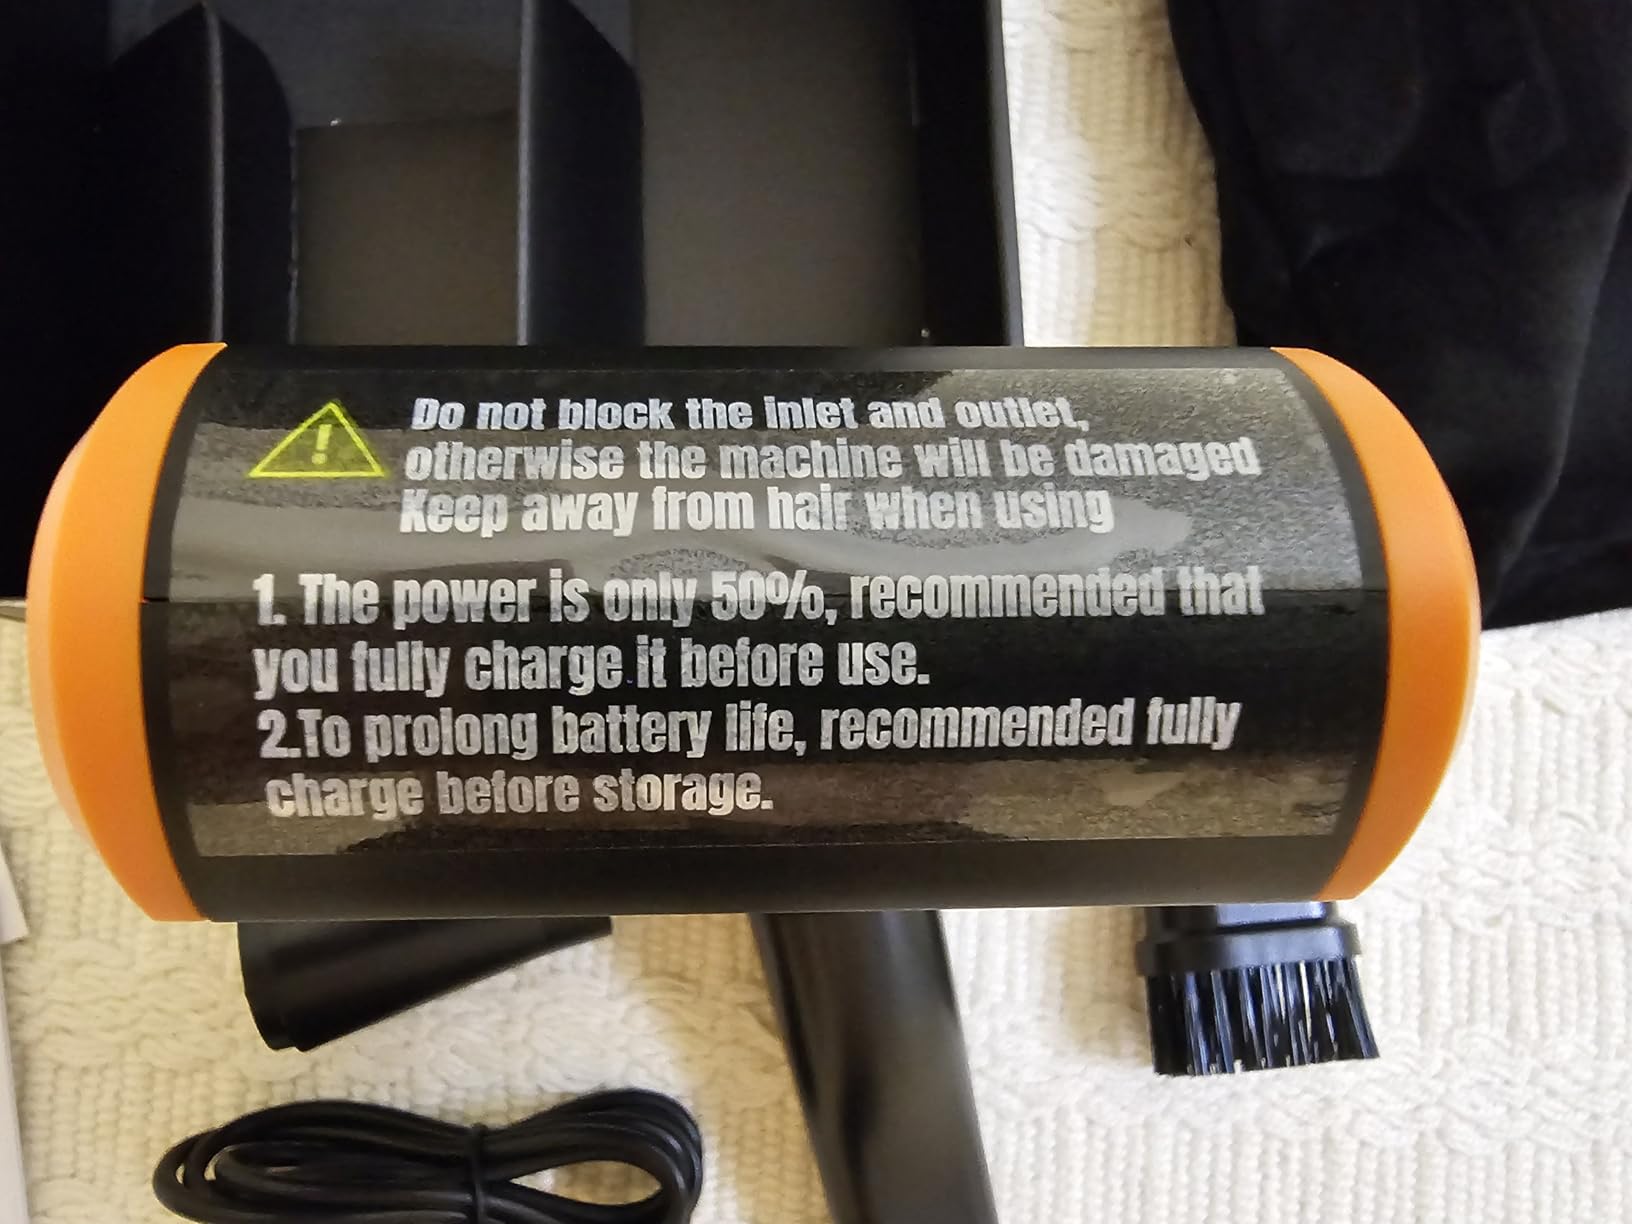 Do not block the inlet and outlet,
otherwise the machine will be damaged
Keep away from hair when using
1. The power is only 50%, recommended that
you fully charge it before use.
2.To prolong battery life, recommended fully
charge before storage.